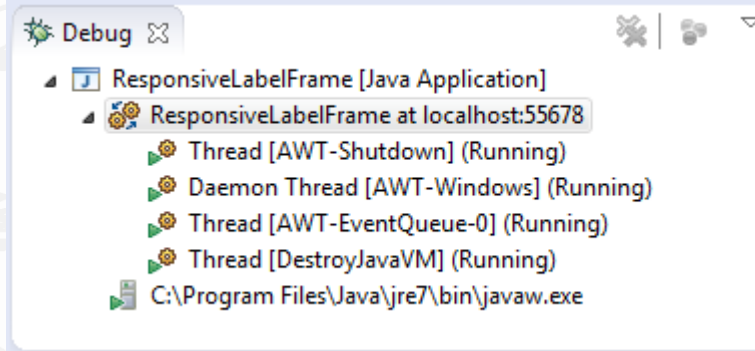 Debug
ResponsiveLabelFrame [Java Application]
ResponsiveLabelFrame at localhost:55678
Thread [AWT-Shutdown] (Running)
Daemon Thread [AWT-Windows] (Running)
Thread [AWT-EventQueue-0] (Running)
Thread [DestroyJavaVM] (Running)
C:\Program Files\Java\jre7\bin\javaw.exe